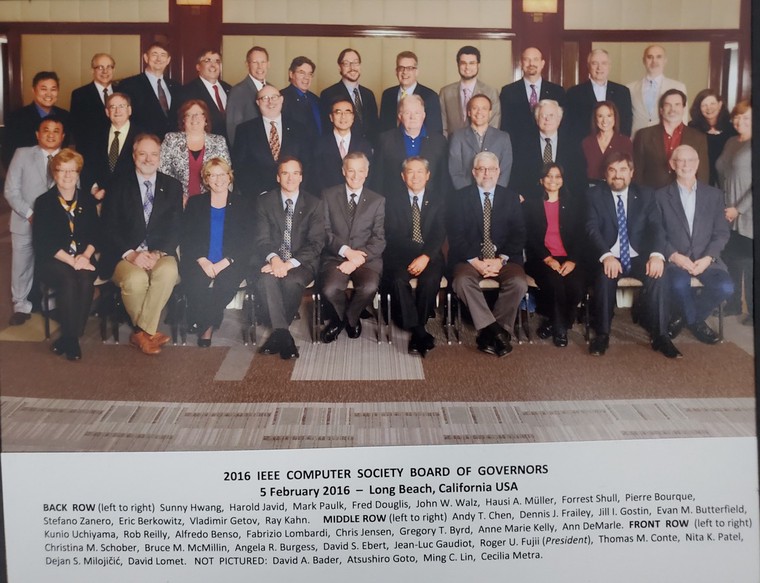 2016 IEEE COMPUTER SOCIETY BOARD OF GOVERNORS
5 February 2016 – Long Beach, California USA
BACK ROW (left to right) Sunny Hwang, Harold Javid, Mark Paulk, Fred Douglis, John W. Walz, Hausi A. Müller, Forrest Shull, Pierre Bourque,
Stefano Zanero, Eric Berkowitz, Vladimir Getov, Ray Kahn. MIDDLE ROW (left to right) Andy T. Chen, Dennis J. Frailey, Jill I. Gostin, Evan M. Butterfield,
Kunio Uchiyama, Rob Reilly, Alfredo Benso, Fabrizio Lombardi, Chris Jensen, Gregory T. Byrd, Anne Marie Kelly, Ann DeMarle. FRONT ROW (left to right)
Christina M. Schober, Bruce M. McMillin, Angela R. Burgess, David S. Ebert, Jean-Luc Gaudiot, Roger U. Fujii (President), Thomas M. Conte, Nita K. Patel,
Dejan S. Milojičić, David Lomet. NOT PICTURED: David A. Bader, Atsushiro Goto, Ming C. Lin, Cecilia Metra.